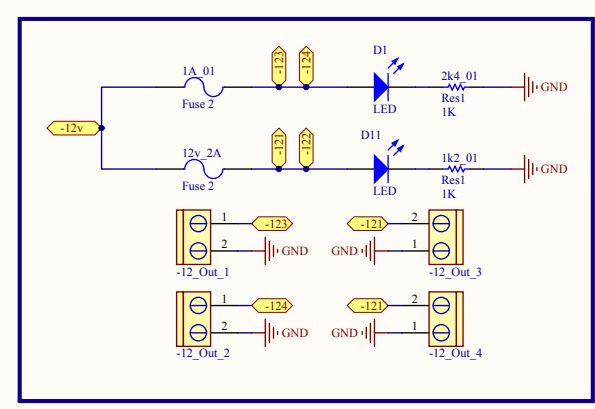 -123
-124
D1
1A_01
2k4_01
GND
Fuse 2
LED
Res1
1K
-12v
-121
-122
D11
12v_2A
1k2_01
GND
Fuse 2
LED
Res1
1K
1
-123
-121
2
2
GND
GND
1
-12_Out_1
-12_Out_3
1
-124
-121
2
2
GND
GND
1
-12_Out_2
-12_Out_4